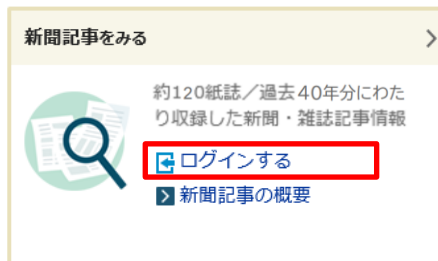 新聞記事をみる
約120紙誌／過去40年分にわた
り収録した新聞・雑誌記事情報
ログインする
新聞記事の概要